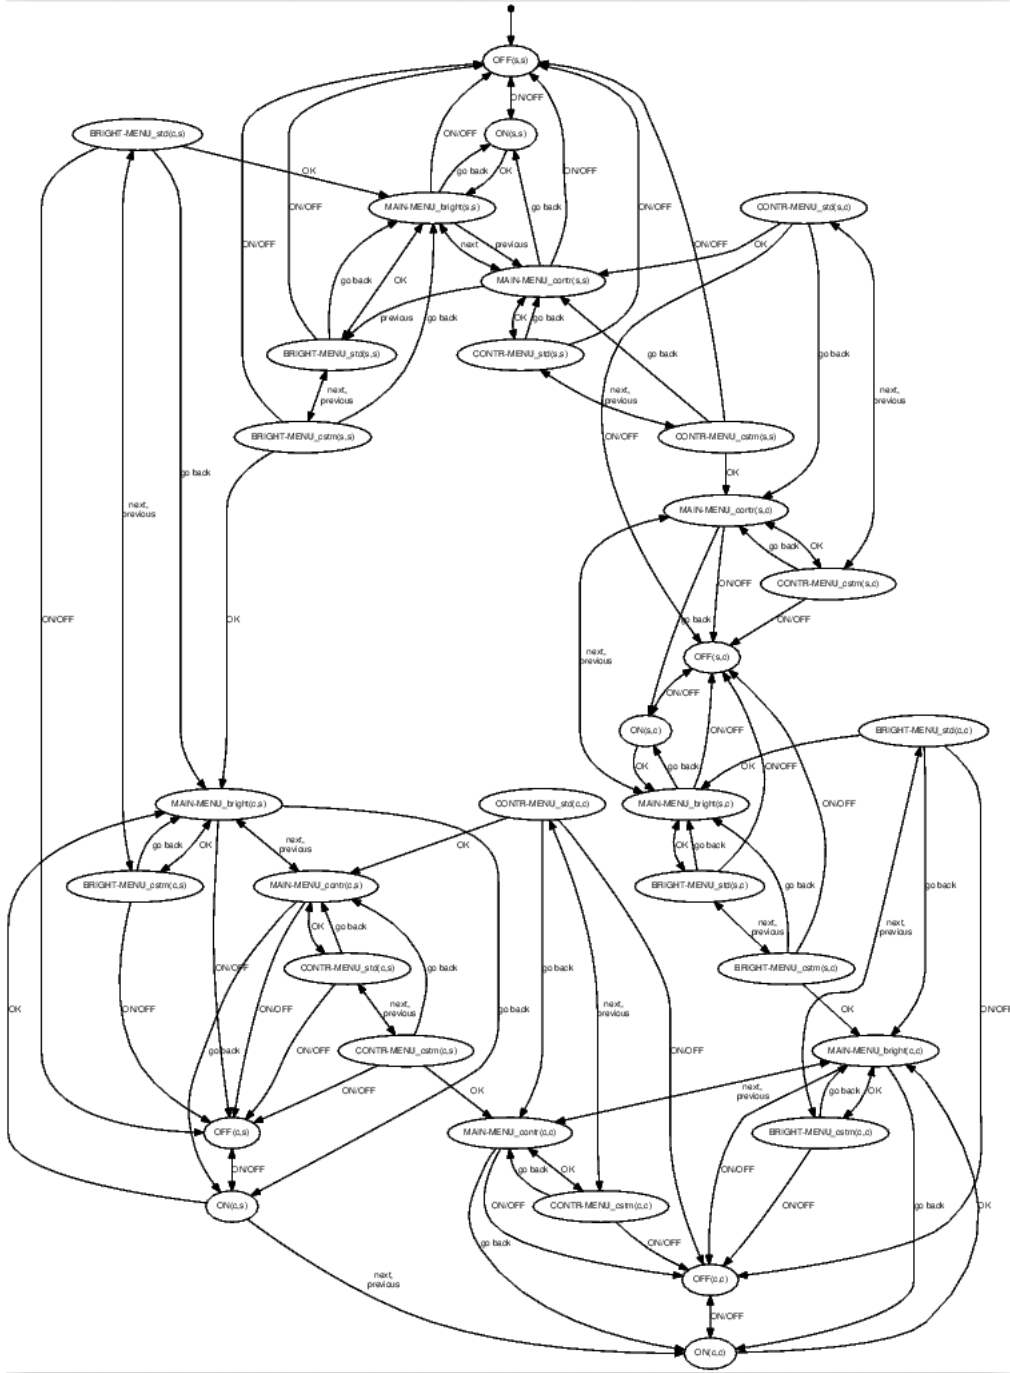 OFF(s,s)
ON/OFF
BRIGHT-MENU_std(c,s)
ON(s,s)
ON/OFF
OK
go back
OK
ON/OFF
MAIN-MENU_bright(s,s)
go back
ON/OFF
ON/OFF
CONTR-MENU_std(s,c)
ON/OFF
next
previous
ON/OFF
OK
go back
OK
MAIN-MENU_contr(s,s)
previous
go back
OK
go back
BRIGHT-MENU_std(s,s)
CONTR-MENU_std(s,s)
go back
go back
next,
previous
next,
previous
next,
previous
BRIGHT-MENU_cstm(s,s)
ON/OFF
CONTR-MENU_cstm(s,s)
go back
OK
next,
previous
MAIN-MENU_contr(s,c)
go back
OK
ON/OFF
CONTR-MENU_cstm(s,c)
ON/OFF
OK
go back
ON/OFF
next,
previous
OFF(s,c)
ON/OFF
ON(s,c)
ON/OFF
BRIGHT-MENU_std(c,c)
OK
go back
OK
ON/OFF
MAIN-MENU_bright(c,s)
CONTR-MENU_std(c,c)
MAIN-MENU_bright(s,c)
ON/OFF
go back
OK
next,
previous
OK
OK
go back
BRIGHT-MENU_cstm(c,s)
MAIN-MENU_contr(c,s)
BRIGHT-MENU_std(s,c)
go back
go back
OK
go back
next,
previous
next,
previous
ON/OFF
CONTR-MENU_std(c,s)
go back
go back
BRIGHT-MENU_cstm(s,c)
OK
ON/OFF
ON/OFF
next,
previous
go back
next,
previous
OK
ON/OFF
go back
ON/OFF
CONTR-MENU_cstm(c,s)
ON/OFF
MAIN-MENU_bright(c,c)
ON/OFF
OK
next,
previous
go back
OK
OFF(c,s)
MAIN-MENU_contr(c,c)
BRIGHT-MENU_cstm(c,c)
ON/OFF
go back
OK
ON/OFF
ON(c,s)
ON/OFF
CONTR-MENU_cstm(c,c)
ON/OFF
go back
OK
go back
ON/OFF
next,
previous
OFF(c,c)
ON/OFF
ON(c,c)